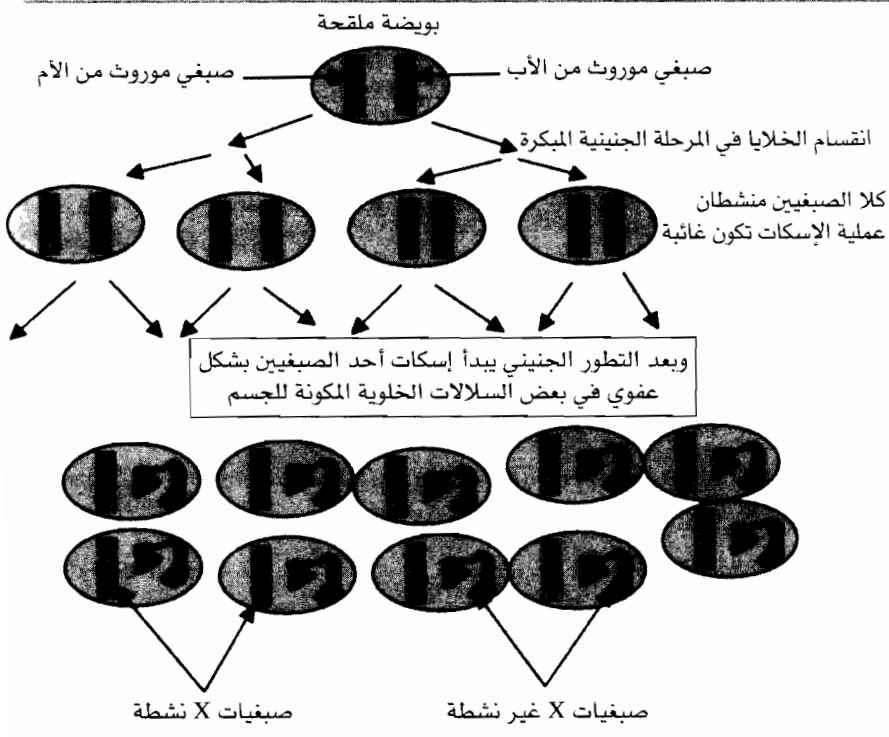 بويضة ملقحة
صبغي موروث من الأب
صبغي موروث من الأم
انقسام الخلايا في المرحلة الجنينية المبكرة
كلا الصبغيين منشطان
عملية الإسكات تكون غائبة
وبعد التطور الجنيني يبدأ إسكات أحد الصبغيين بشكل
عفوي في بعض السلالات الخلوية المكونة للجسم
صبغيات X غير نشطة
صبغيات X نشطة